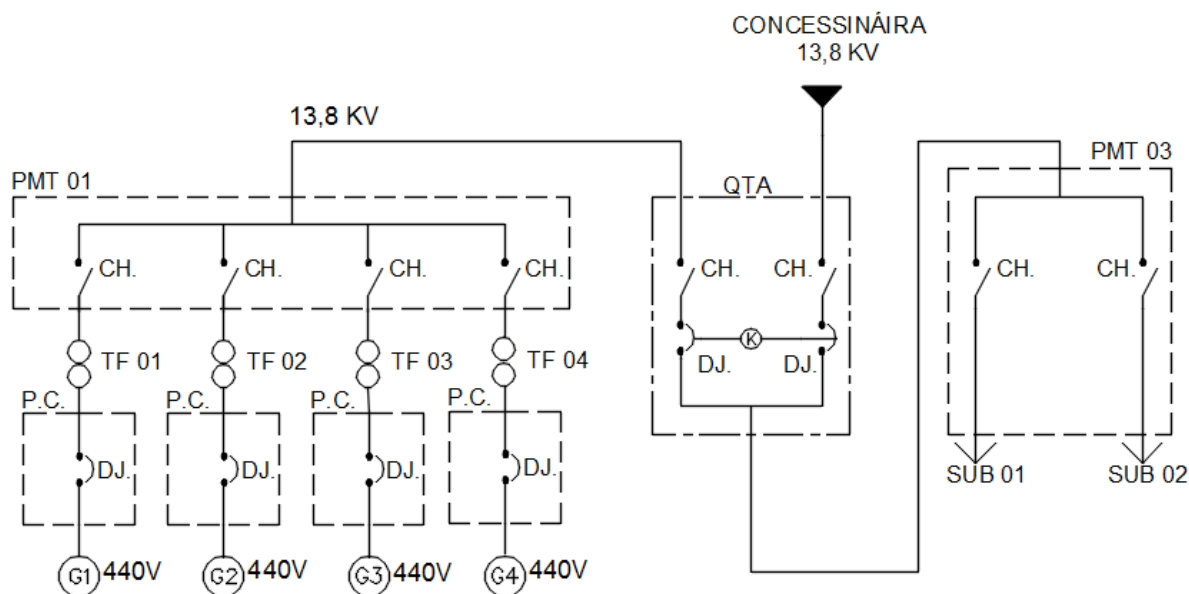 CONCESSINÁIRA
13,8 KV
13,8 KV
PMT 01
QTA
PMT 03
CH.
CH.
CH.
CH.
CH.
CH.
CH.
CH.
TF 01
TF 02
TF 03
TF 04
K
DJ.
DJ.
P.C.
P.C.
P.C.
P.C.
DJ.
DJ.
DJ.
DJ.
SUB 01
SUB 02
G1 440V
G2 440V
G3 440V
G4 440V